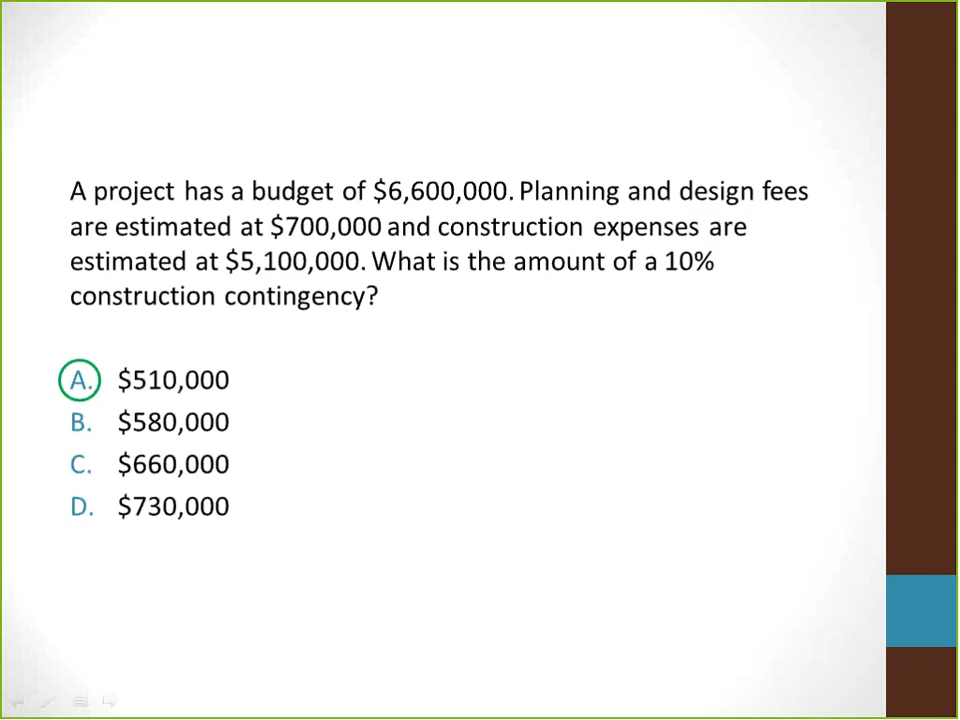 A project has a budget of $6,600,000. Planning and design fees
are estimated at $700,000 and construction expenses are
estimated at $5,100,000. What is the amount of a 10%
construction contingency?
A. $510,000
B. $580,000
C. $660,000
D. $730,000